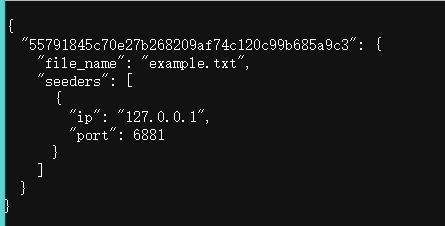 {
  "55791845c70e27b268209af74c120c99b685a9c3": {
    "file_name": "example.txt",
    "seeders": [
      {
        "ip": "127.0.0.1",
        "port": 6881
      }
    ]
  }
}